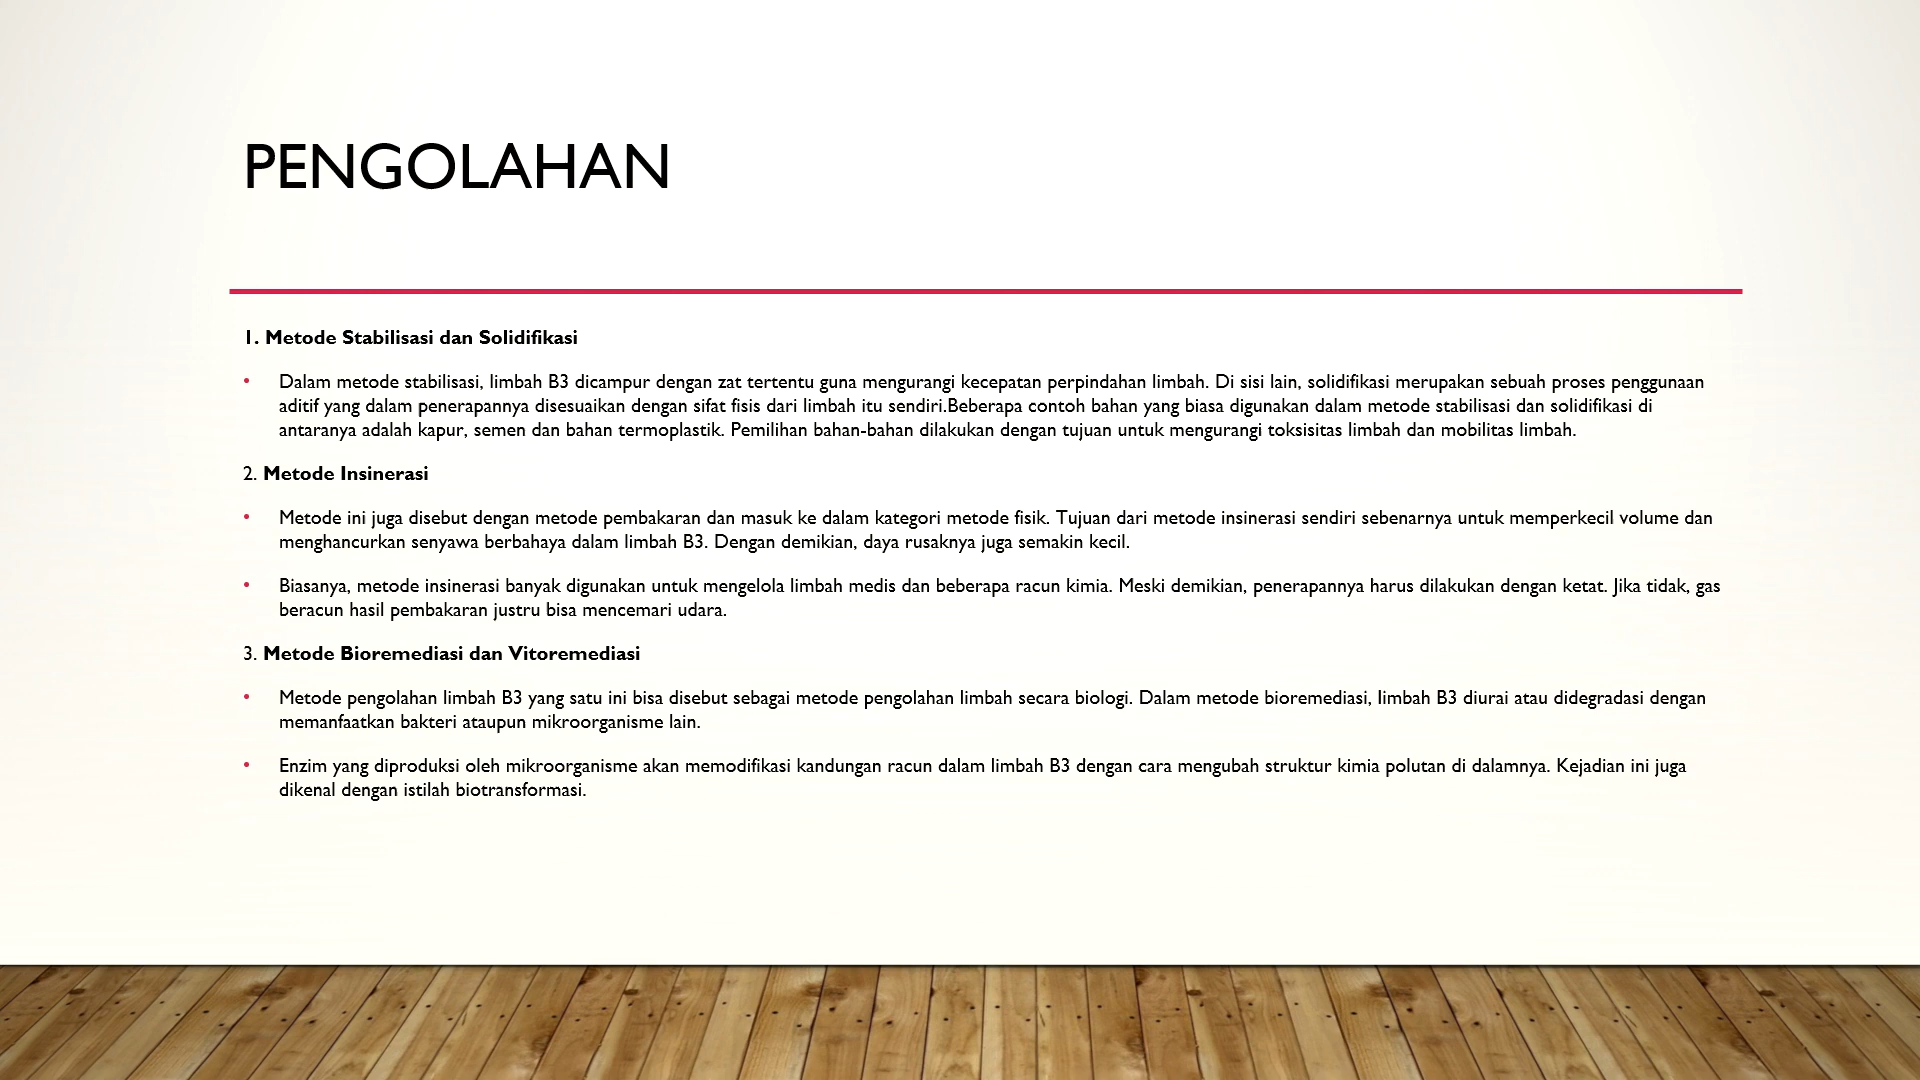 PENGOLAHAN
1. Metode Stabilisasi dan Solidifikasi
• Dalam metode stabilisasi, limbah B3 dicampur dengan zat tertentu guna mengurangi kecepatan perpindahan limbah. Di sisi lain, solidifikasi merupakan sebuah proses penggunaan
aditif yang dalam penerapannya disesuaikan dengan sifat fisis dari limbah itu sendiri.Beberapa contoh bahan yang biasa digunakan dalam metode stabilisasi dan solidifikasi di
antaranya adalah kapur, semen dan bahan termoplastik. Pemilihan bahan-bahan dilakukan dengan tujuan untuk mengurangi toksisitas limbah dan mobilitas limbah.
2. Metode Insinerasi
• Metode ini juga disebut dengan metode pembakaran dan masuk ke dalam kategori metode fisik. Tujuan dari metode insinerasi sendiri sebenarnya untuk memperkecil volume dan
menghancurkan senyawa berbahaya dalam limbah B3. Dengan demikian, daya rusaknya juga semakin kecil.
• Biasanya, metode insinerasi banyak digunakan untuk mengelola limbah medis dan beberapa racun kimia. Meski demikian, penerapannya harus dilakukan dengan ketat. Jika tidak, gas
beracun hasil pembakaran justru bisa mencemari udara.
3. Metode Bioremediasi dan Vitoremediasi
• Metode pengolahan limbah B3 yang satu ini bisa disebut sebagai metode pengolahan limbah secara biologi. Dalam metode bioremediasi, limbah B3 diurai atau didegradasi dengan
memanfaatkan bakteri ataupun mikroorganisme lain.
• Enzim yang diproduksi oleh mikroorganisme akan memodifikasi kandungan racun dalam limbah B3 dengan cara mengubah struktur kimia polutan di dalamnya. Kejadian ini juga
dikenal dengan istilah biotransformasi.